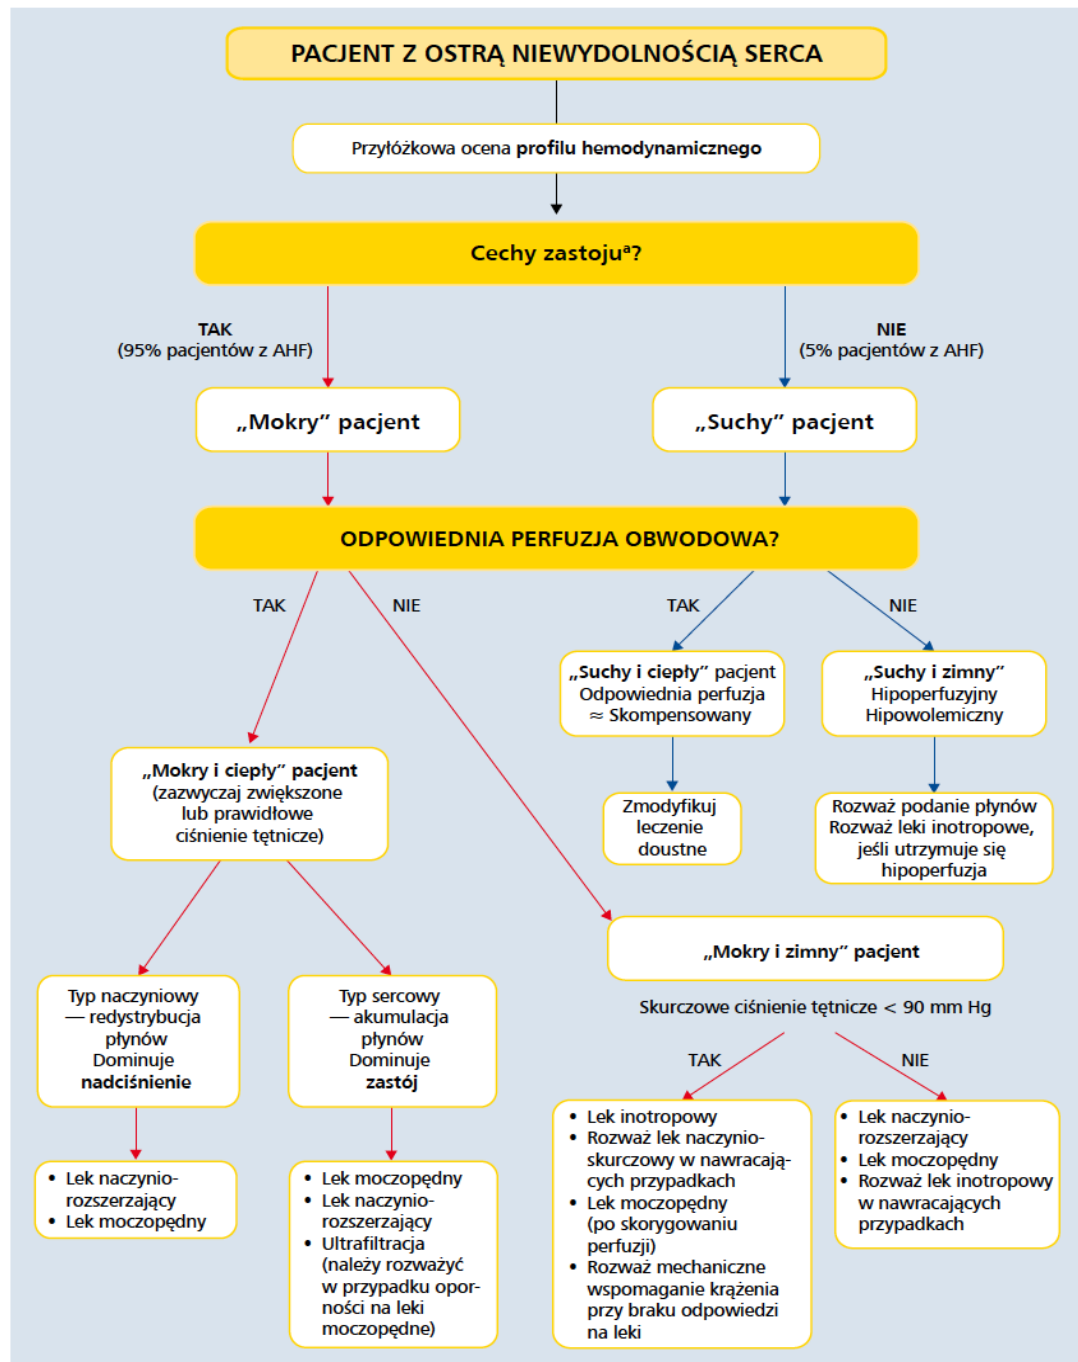 PACJENT Z OSTRĄ NIEWYDOLNOŚCIĄ SERCA
Przyłóżkowa ocena profilu hemodynamicznego
Cechy zastojuᵃ?
TAK
(95% pacjentów z AHF)
NIE
(5% pacjentów z AHF)
„Mokry” pacjent
„Suchy” pacjent
ODPOWIEDNIA PERFUZJA OBWODOWA?
TAK
NIE
TAK
NIE
„Suchy i ciepły” pacjent
Odpowiednia perfuzja
≈ Skompensowany
„Suchy i zimny”
Hipoperfuzyjny
Hipowolemiczny
„Mokry i ciepły” pacjent
(zazwyczaj zwiększone
lub prawidłowe
ciśnienie tętnicze)
Zmodyfikuj
leczenie
doustne
Rozważ podanie płynów
Rozważ leki inotropowe,
jeśli utrzymuje się
hipoperfuzja
„Mokry i zimny” pacjent
Typ naczyniowy
— redystrybucja
płynów
Dominuje
nadciśnienie
Typ sercowy
— akumulacja
płynów
Dominuje
zastój
Skurczowe ciśnienie tętnicze < 90 mm Hg
TAK
NIE
• Lek naczynio-
rozszerzający
• Lek moczopędny
• Lek moczopędny
• Lek naczynio-
rozszerzający
• Ultrafiltracja
(należy rozważyć
w przypadku opor-
ności na leki
moczopędne)
• Lek inotropowy
• Rozważ lek naczynio-
skurczowy w nawracają-
cych przypadkach
• Lek moczopędny
(po skorygowaniu
perfuzji)
• Rozważ mechaniczne
wspomaganie krążenia
przy braku odpowiedzi
na leki
• Lek naczynio-
rozszerzający
• Lek moczopędny
• Rozważ lek inotropowy
w nawracających
przypadkach